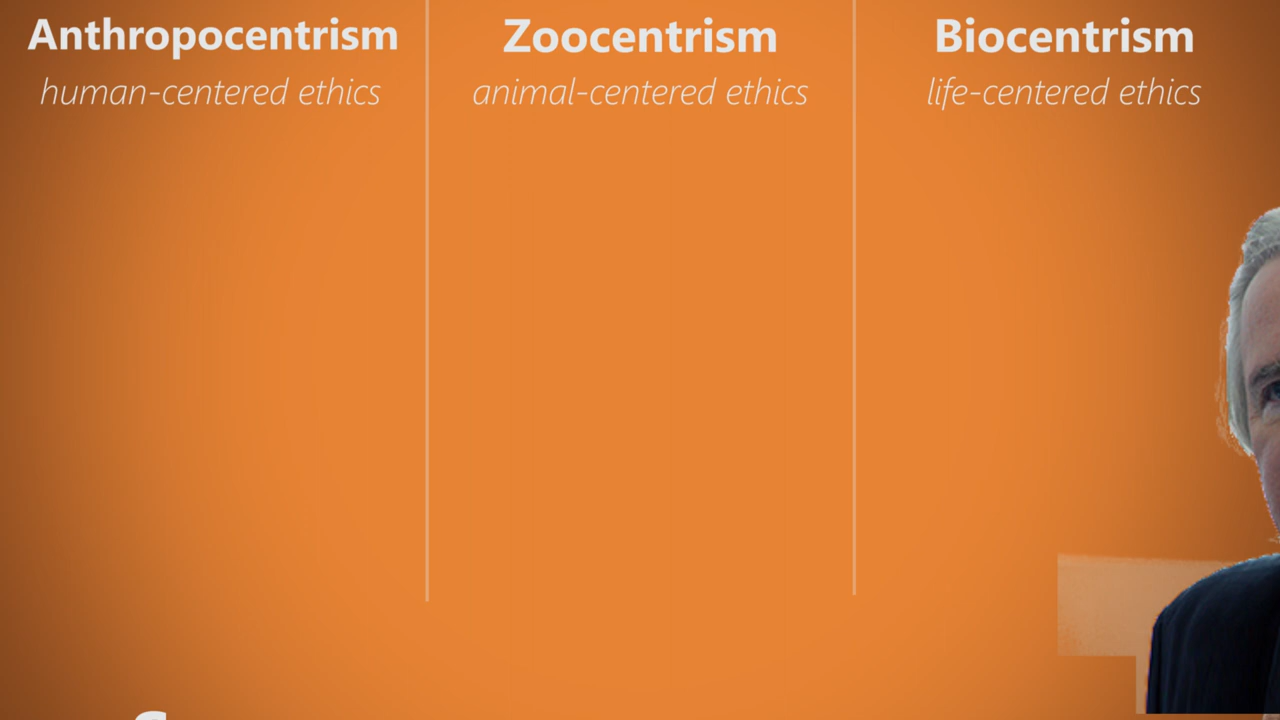 Anthropocentrism
human-centered ethics
Zoocentrism
animal-centered ethics
Biocentrism
life-centered ethics